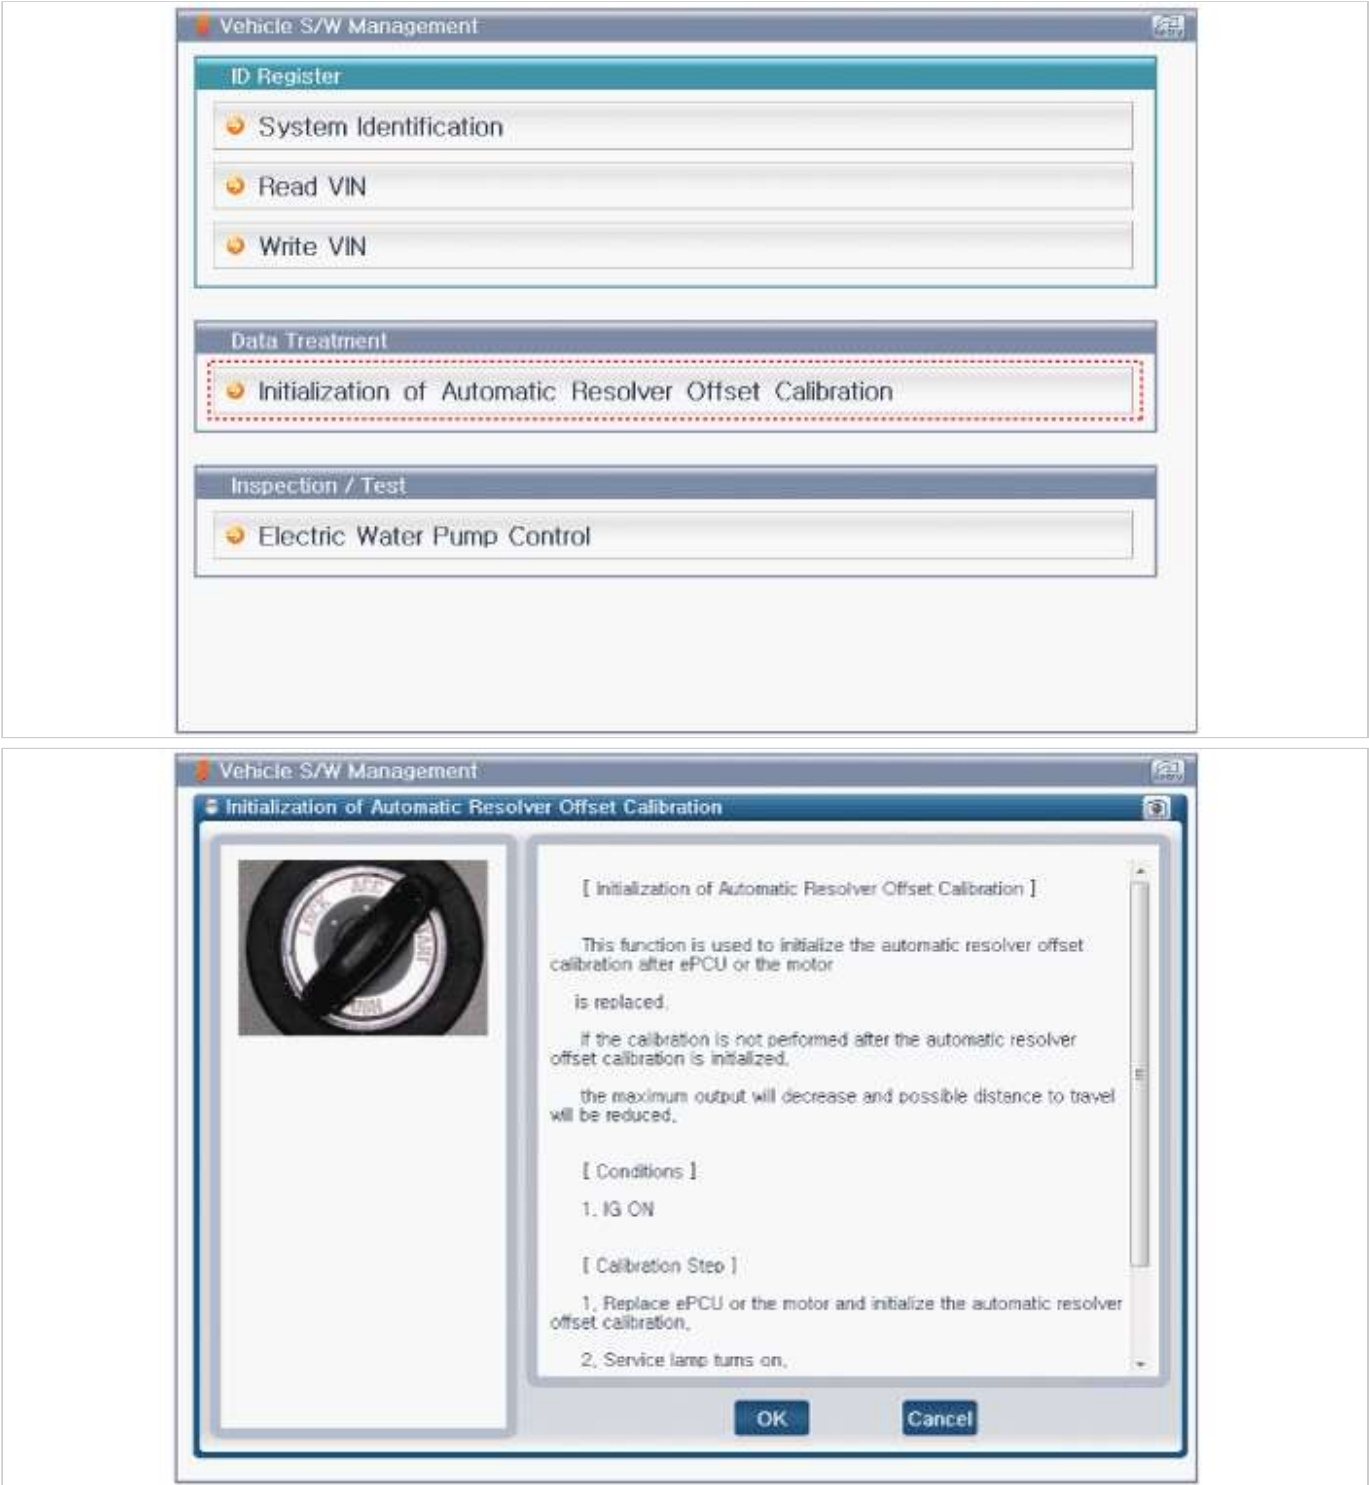 Vehicle S/W Management
ID Register
System Identification
Read VIN
Write VIN
Data Treatment
Initialization of Automatic Resolver Offset Calibration
Inspection / Test
Electric Water Pump Control
Vehicle S/W Management
Initialization of Automatic Resolver Offset Calibration
LOCK
ACC
START
[ Initialization of Automatic Resolver Offset Calibration ]
This function is used to initialize the automatic resolver offset
calibration after ePCU or the motor
is replaced.
If the calibration is not performed after the automatic resolver
offset calibration is initialized,
the maximum output will decrease and possible distance to travel
will be reduced.
[ Conditions ]
1. IG ON
[ Calibration Step ]
1. Replace ePCU or the motor and initialize the automatic resolver
offset calibration.
2. Service lamp turns on.
OK
Cancel